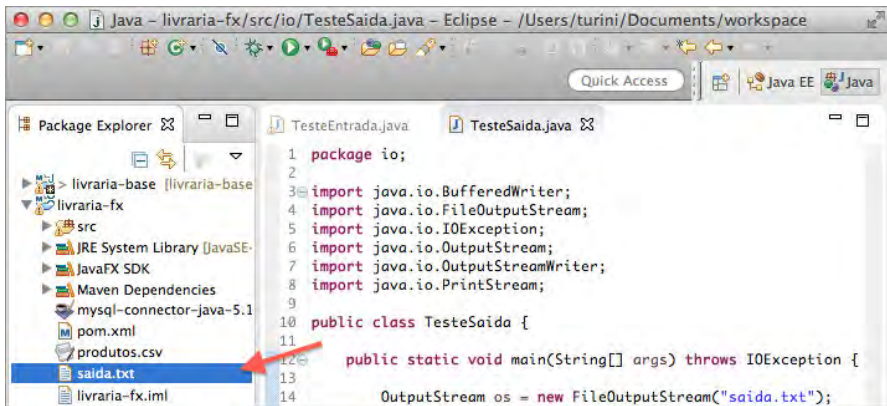 Java – livraria-fx/src/io/TesteSaida.java – Eclipse – /Users/turini/Documents/workspace
Quick Access
Java EE
Java
Package Explorer
> livraria-base [livraria-base
livraria-fx
src
JRE System Library [JavaSE-
JavaFX SDK
Maven Dependencies
mysql-connector-java-5.1
pom.xml
produtos.csv
saida.txt
livraria-fx.iml
TesteEntrada.java
TesteSaida.java
1 package io;
2
3 import java.io.BufferedWriter;
4 import java.io.FileOutputStream;
5 import java.io.IOException;
6 import java.io.OutputStream;
7 import java.io.OutputStreamWriter;
8 import java.io.PrintStream;
9
10 public class TesteSaida {
11
12 public static void main(String[] args) throws IOException {
13
14 OutputStream os = new FileOutputStream("saida.txt");